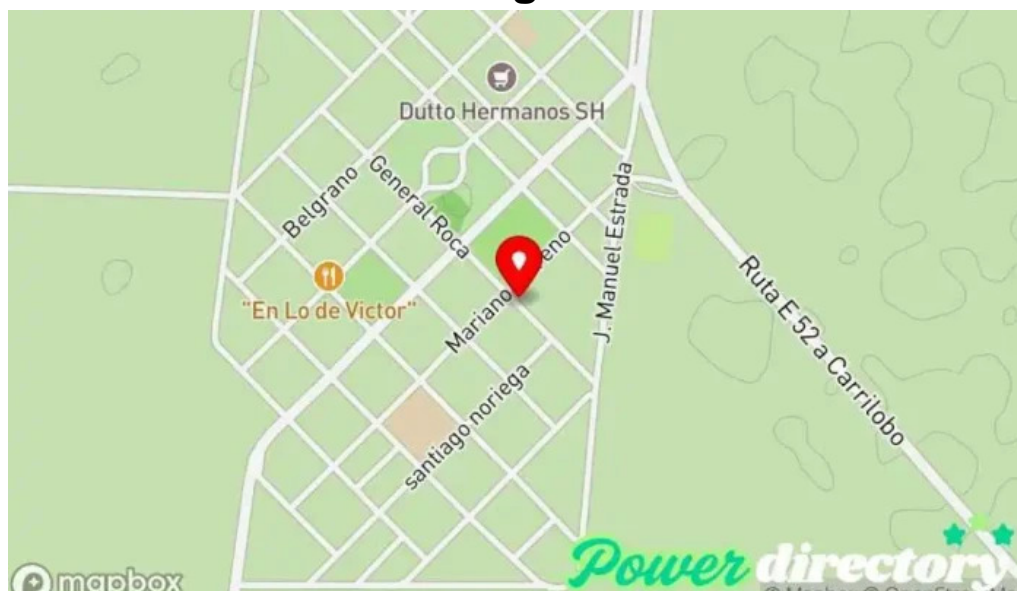 Dutto Hermanos SH
General Roca
Belgrano
J. Manuel Estrada
Mariano
"En Lo de Victor"
Ruta E 52 a Carrilobo
santiago noriega
Power directory
mapbox